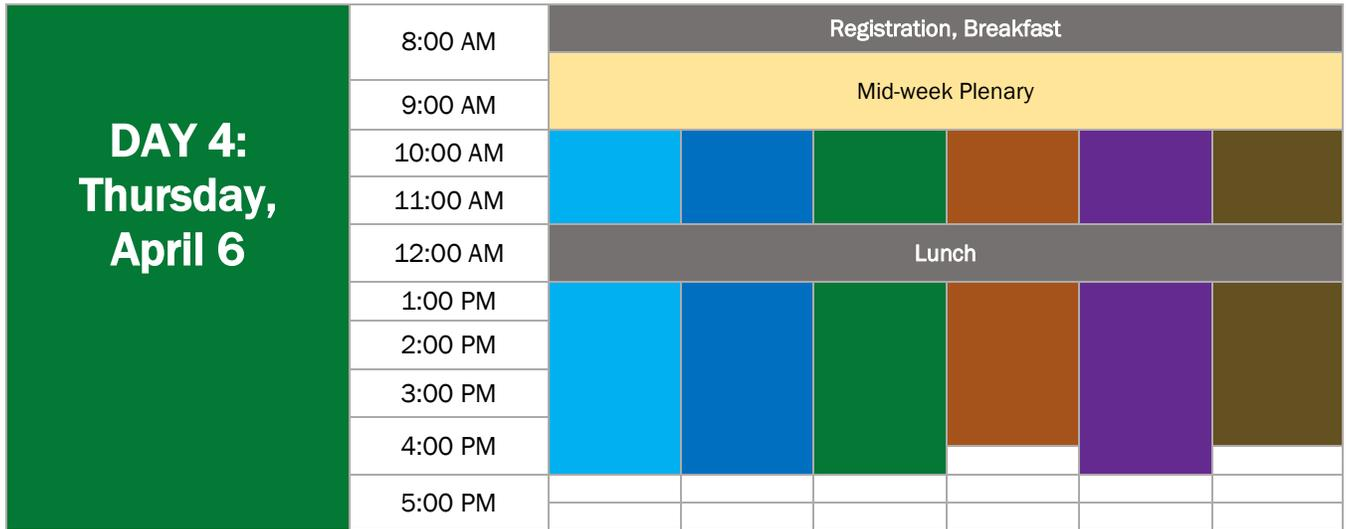 DAY 4:
Thursday,
April 6
8:00 AM
Registration, Breakfast
Mid-week Plenary
9:00 AM
10:00 AM
11:00 AM
12:00 AM
Lunch
1:00 PM
2:00 PM
3:00 PM
4:00 PM
5:00 PM